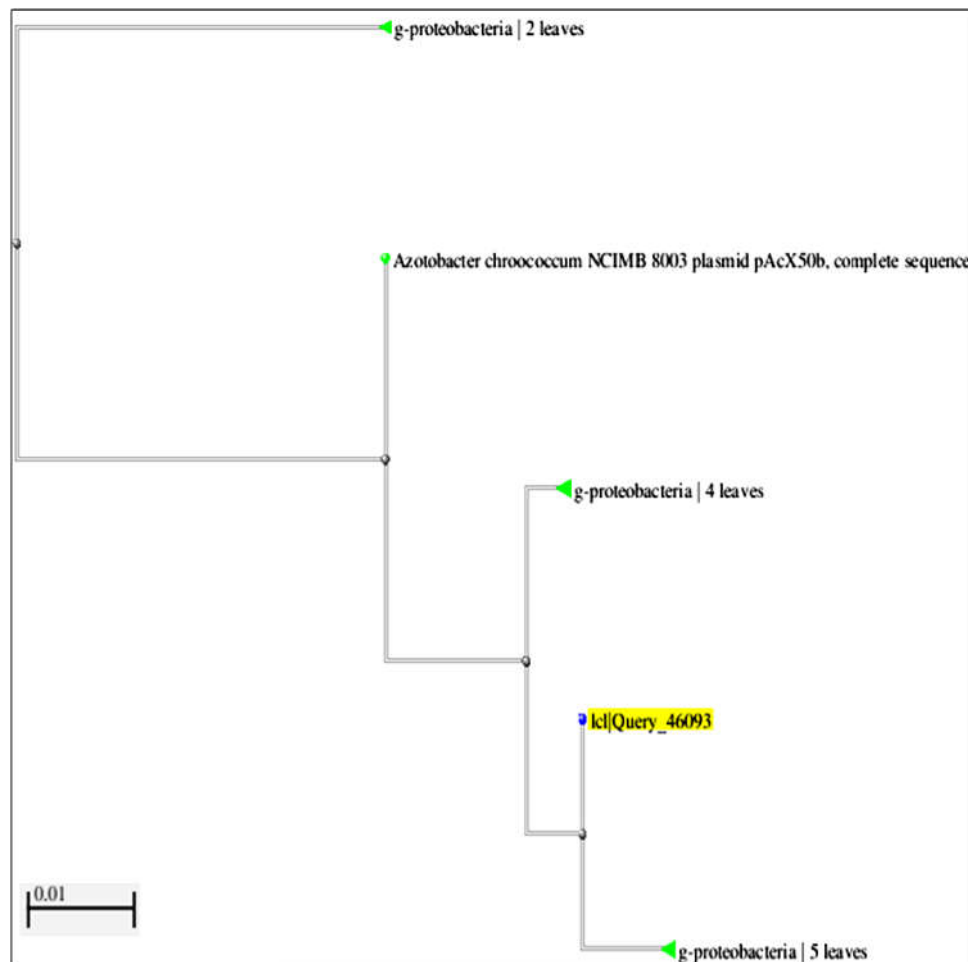 g-proteobacteria | 2 leaves
Azotobacter chroococcum NCIMB 8003 plasmid pAcX50b, complete sequence
g-proteobacteria | 4 leaves
lcl|Query_46093
0.01
g-proteobacteria | 5 leaves